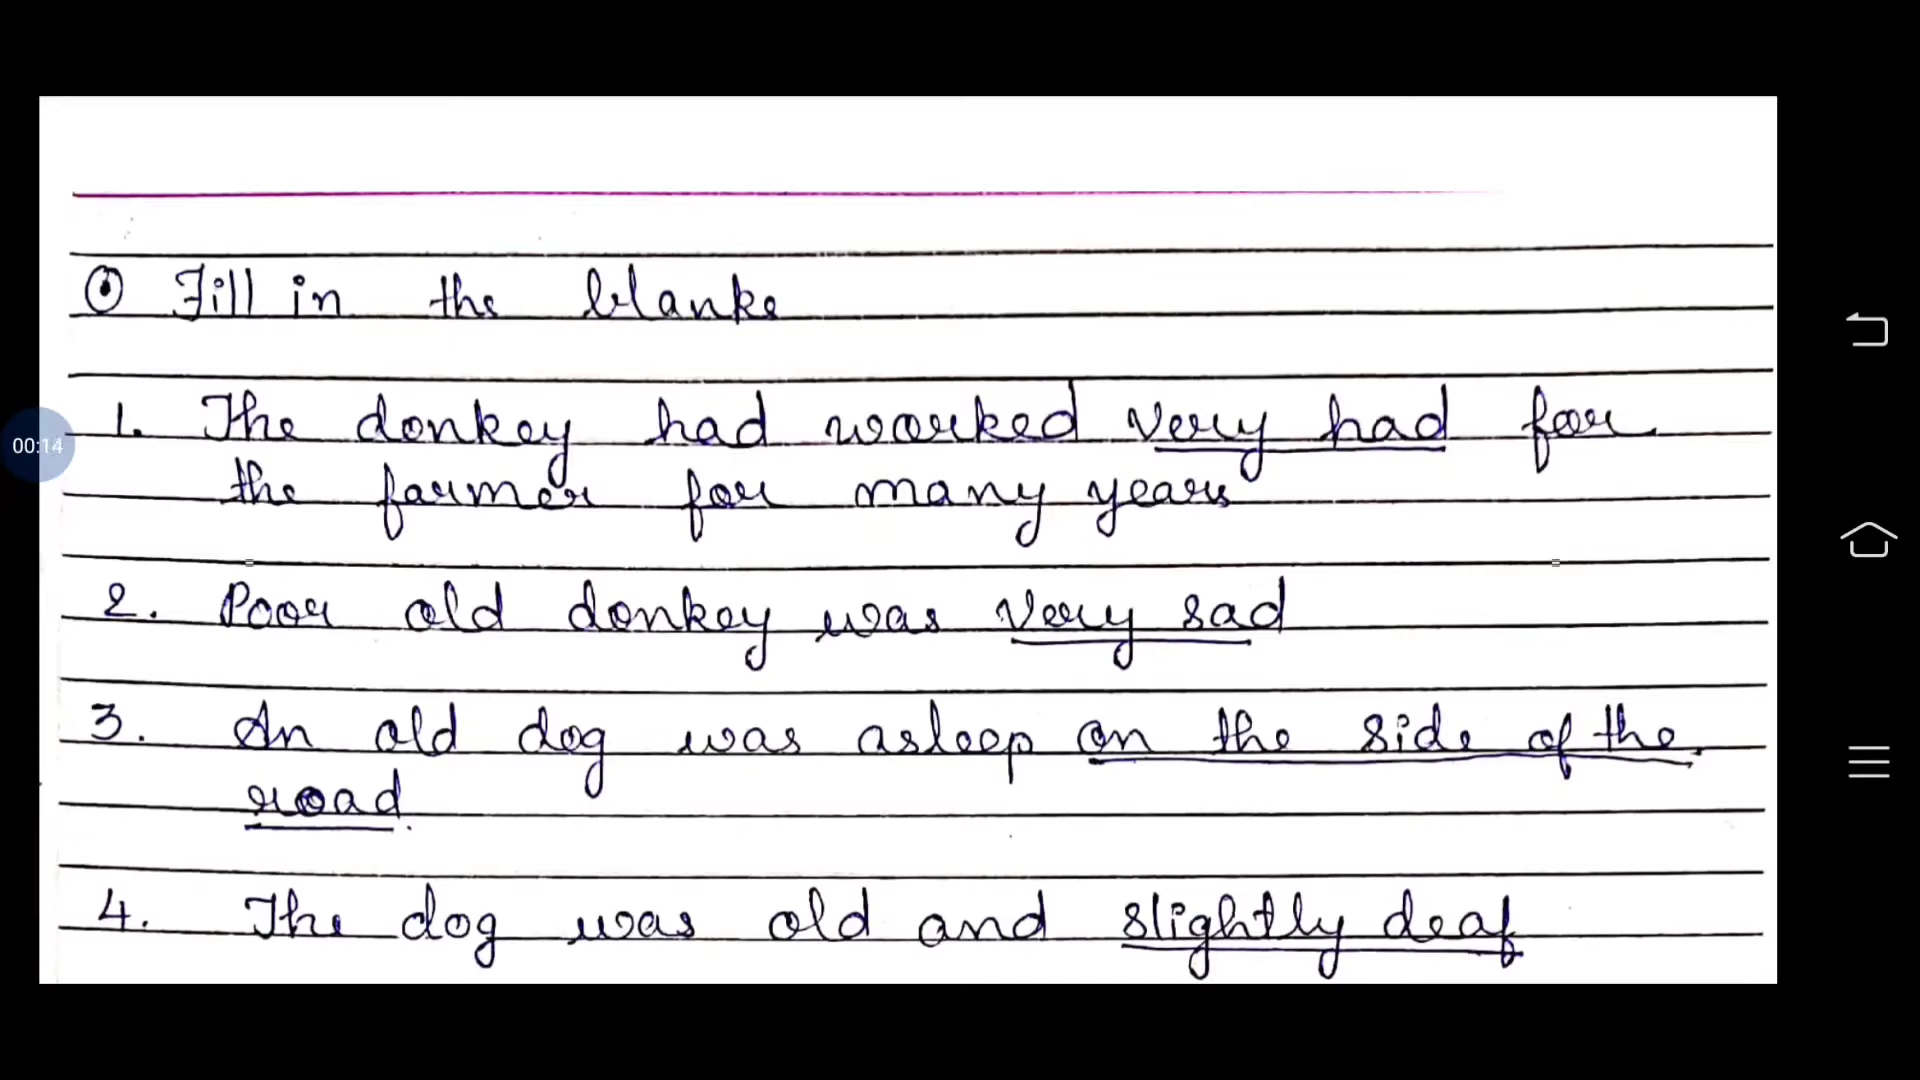 Fill in the blanks
1. The donkey had worked very had for
the farmer for many years
2. Poor old donkey was very sad
3. An old dog was asleep on the side of the
road.
4. The dog was old and slightly deaf
00:14